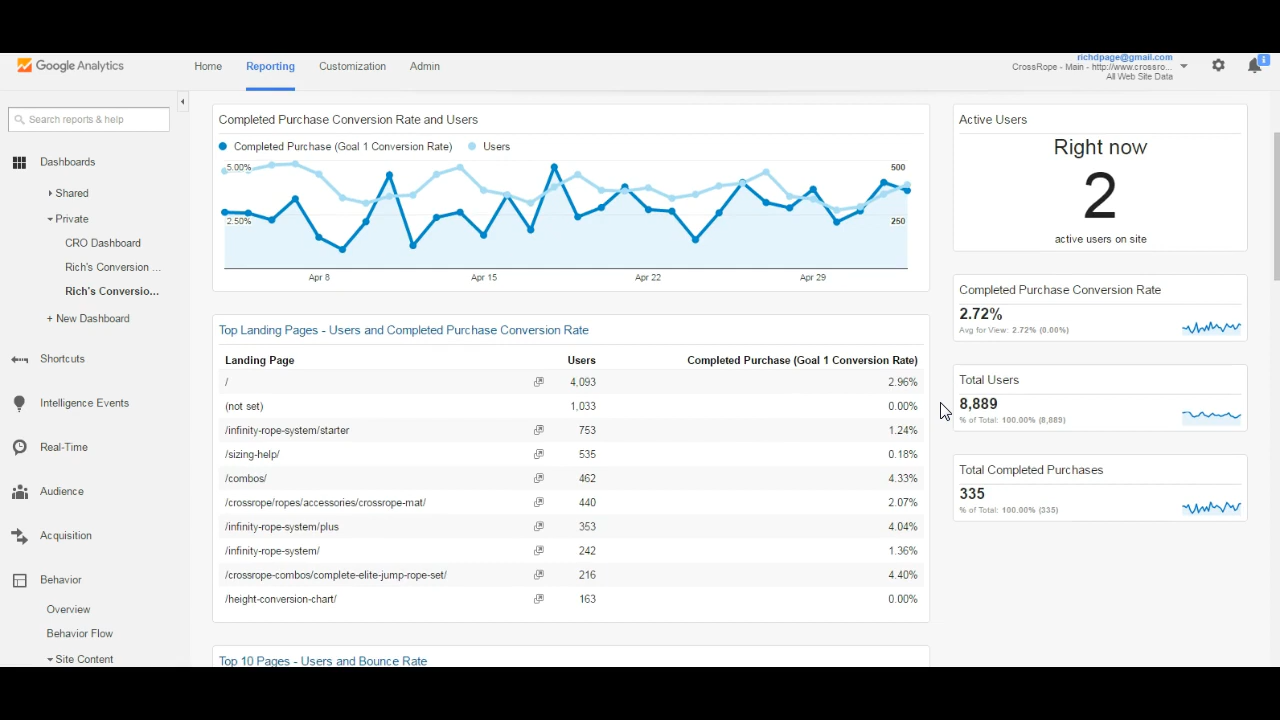 Google Analytics
Home Reporting Customization Admin
richdpage@gmail.com
CrossRope - Main - http://www.crossro...
All Web Site Data
Search reports & help
Dashboards
Shared
Private
CRO Dashboard
Rich's Conversion ...
Rich's Conversio...
+ New Dashboard
Shortcuts
Intelligence Events
Real-Time
Audience
Acquisition
Behavior
Overview
Behavior Flow
Site Content
Completed Purchase Conversion Rate and Users
Completed Purchase (Goal 1 Conversion Rate) Users
5.00% 500
2.50% 250
Apr 8 Apr 15 Apr 22 Apr 29
Top Landing Pages - Users and Completed Purchase Conversion Rate
Landing Page Users Completed Purchase (Goal 1 Conversion Rate)
/ 4,093 2.96%
(not set) 1,033 0.00%
/infinity-rope-system/starter 753 1.24%
/sizing-help/ 535 0.18%
/combos/ 462 4.33%
/crossrope/ropes/accessories/crossrope-mat/ 440 2.07%
/infinity-rope-system/plus 353 4.04%
/infinity-rope-system/ 242 1.36%
/crossrope-combos/complete-elite-jump-rope-set/ 216 4.40%
/height-conversion-chart/ 163 0.00%
Top 10 Pages - Users and Bounce Rate
Active Users
Right now
2
active users on site
Completed Purchase Conversion Rate
2.72%
Avg for View: 2.72% (0.00%)
Total Users
8,889
% of Total: 100.00% (8,889)
Total Completed Purchases
335
% of Total: 100.00% (335)